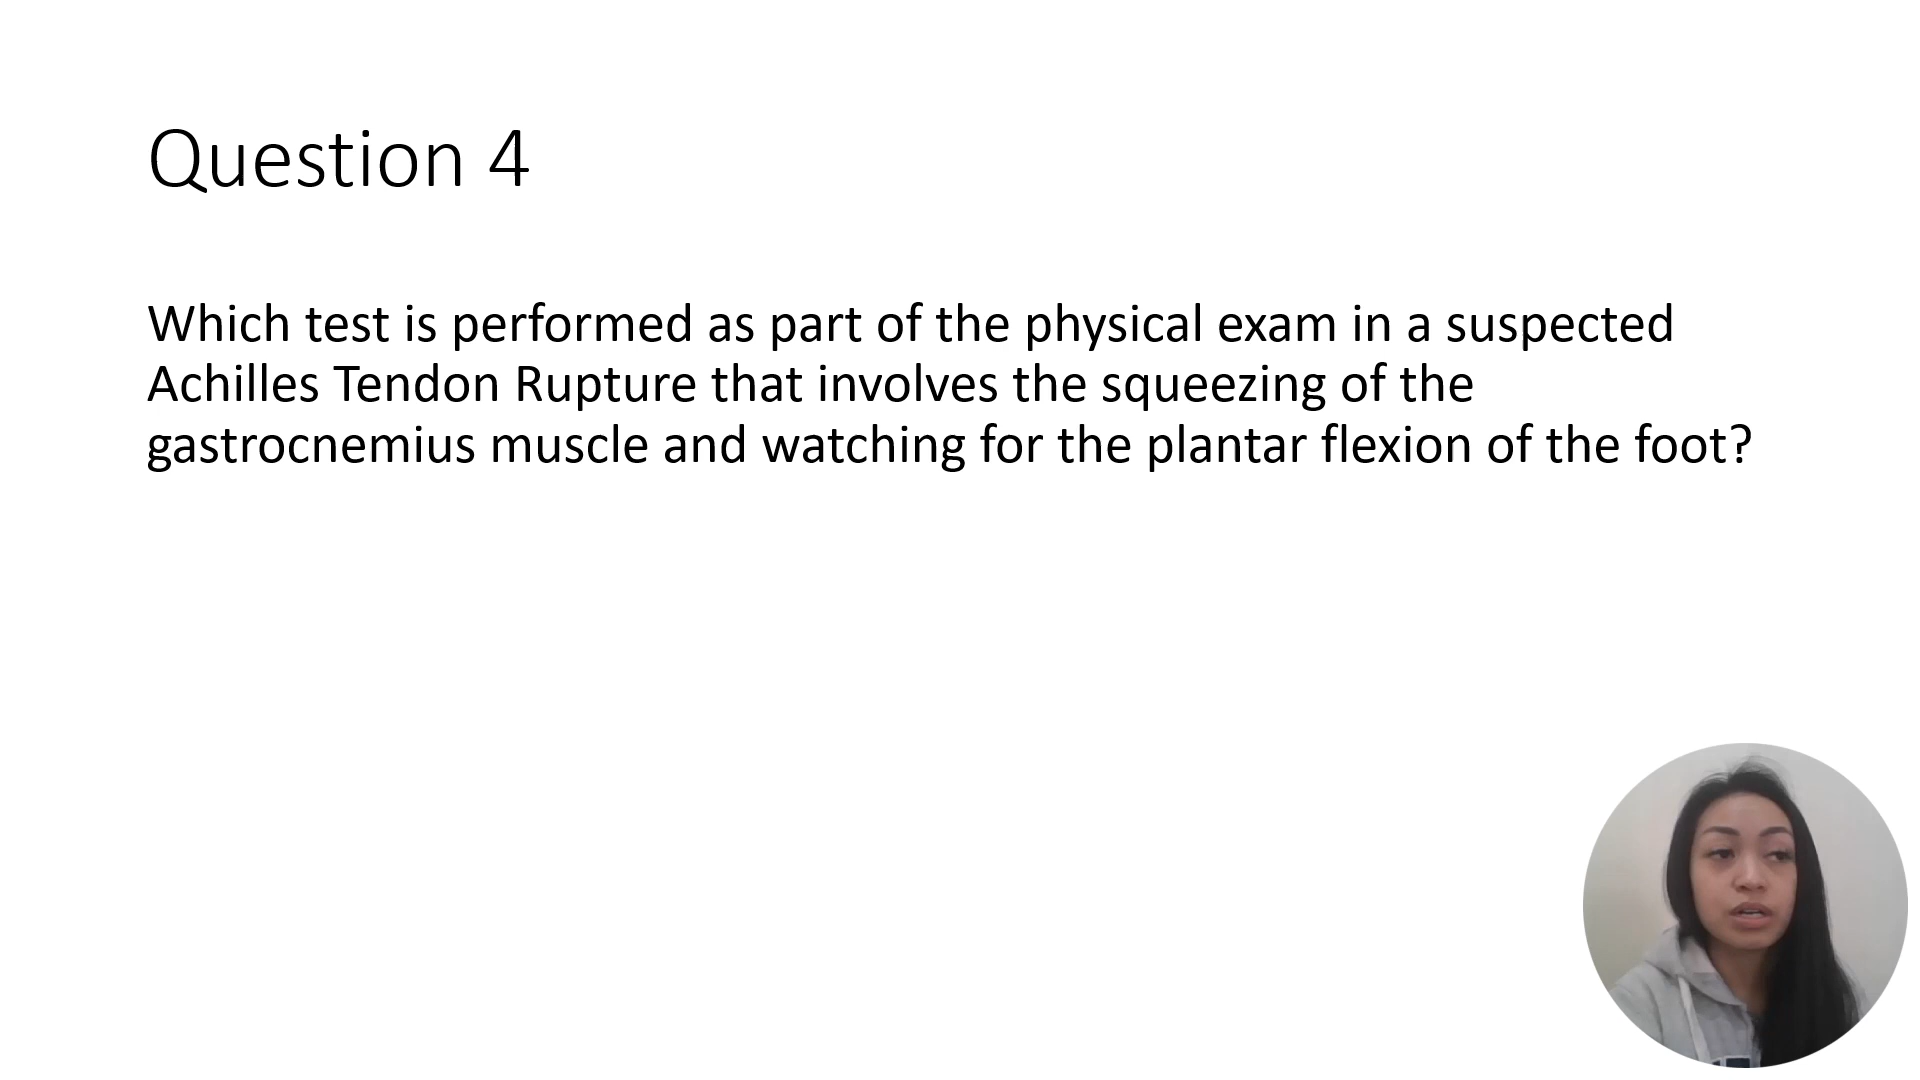 Question 4
Which test is performed as part of the physical exam in a suspected
Achilles Tendon Rupture that involves the squeezing of the
gastrocnemius muscle and watching for the plantar flexion of the foot?